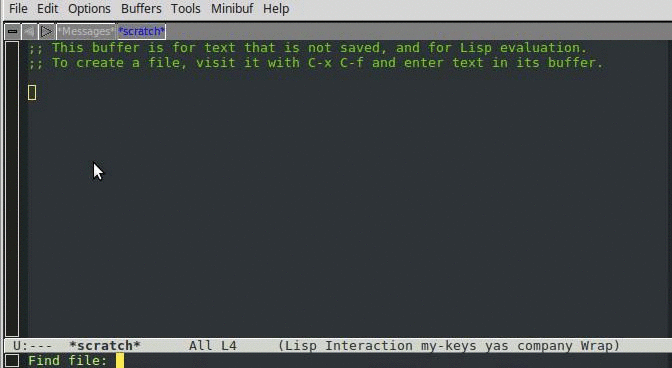 File Edit Options Buffers Tools Minibuf Help
*Messages* *scratch*
;; This buffer is for text that is not saved, and for Lisp evaluation.
;; To create a file, visit it with C-x C-f and enter text in its buffer.
U:--- *scratch* All L4 (Lisp Interaction my-keys yas company Wrap)
Find file: